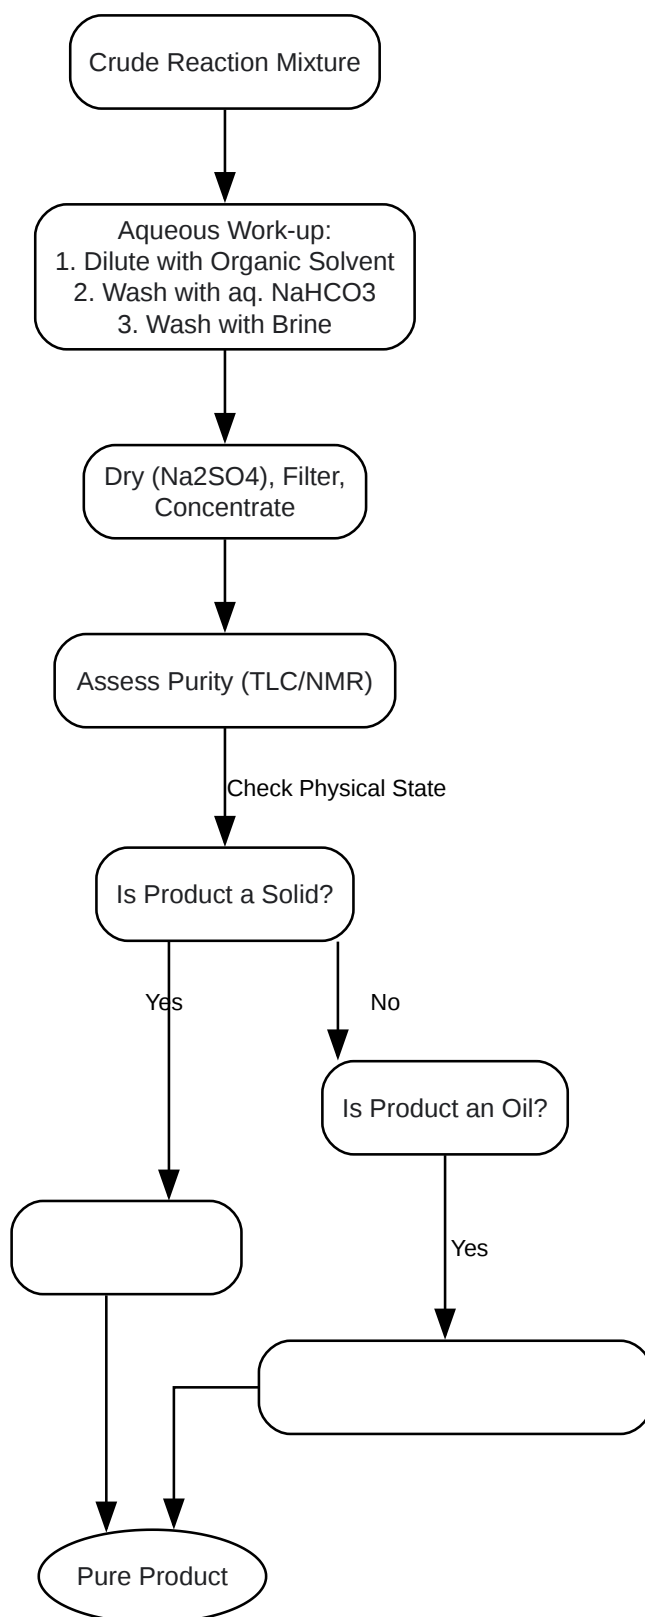 Crude Reaction Mixture
Aqueous Work-up:
1. Dilute with Organic Solvent
2. Wash with aq. NaHCO3
3. Wash with Brine
Dry (Na2SO4), Filter,
Concentrate
Assess Purity (TLC/NMR)
Check Physical State
Is Product a Solid?
Yes
No
Is Product an Oil?
Yes
Pure Product